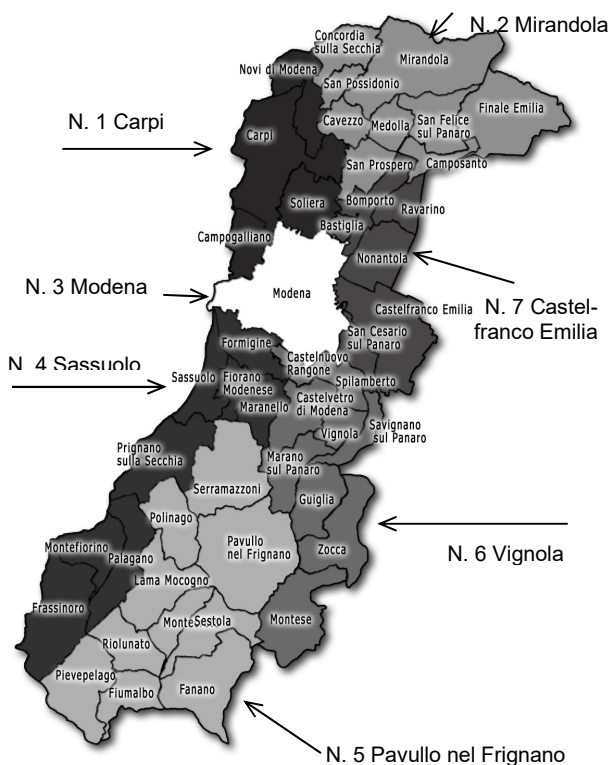 N. 2 Mirandola
Concordia
sulla Secchia
Mirandola
Novi di Modena
San Possidonio
Finale Emilia
N. 1 Carpi
Carpi
Cavezzo
Medolla
San Felice
sul Panaro
San Prospero
Camposanto
Soliera
Bomporto
Ravarino
Bastiglia
Campogalliano
Nonantola
N. 3 Modena
Modena
N. 7 Castel-
franco Emilia
Castelfranco Emilia
San Cesario
sul Panaro
Formigine
N. 4 Sassuolo
Castelnuovo
Rangone
Sassuolo
Fiorano
Modenese
Spilamberto
Maranello
Castelvetro
di Modena
Savignano
sul Panaro
Vignola
Prignano
sulla Secchia
Marano
sul Panaro
Serramazzoni
Guiglia
Polinago
Pavullo
nel Frignano
Zocca
N. 6 Vignola
Montefiorino
Palagano
Lama Mocogno
Frassinoro
Monte
Sestola
Montese
Riolunato
Pievepelago
Fiumalbo
Fanano
N. 5 Pavullo nel Frignano